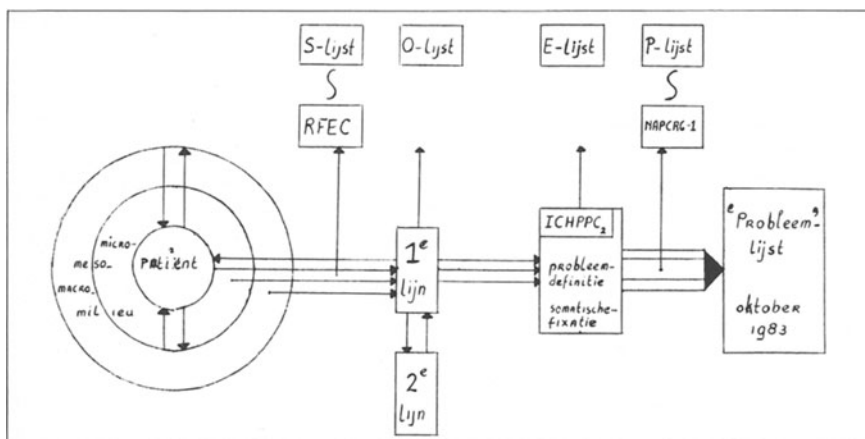 S-lijst
O-lijst
E-lijst
P-lijst
RFEC
NAPCRG-1
ICHPPC2
"Probleem-"
lijst
oktober
1983
micro-
patiënt
meso-
macro-
milieu
1e
lijn
probleem-
definitie
somatische-
fixatie
2e
lijn